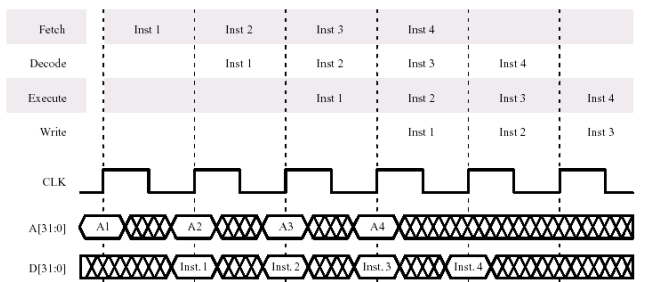 Fetch Inst 1 Inst 2 Inst 3 Inst 4
Decode Inst 1 Inst 2 Inst 3 Inst 4
Execute Inst 1 Inst 2 Inst 3 Inst 4
Write Inst 1 Inst 2 Inst 3
CLK
A[31:0] A1 A2 A3 A4
D[31:0] Inst. 1 Inst. 2 Inst. 3 Inst. 4